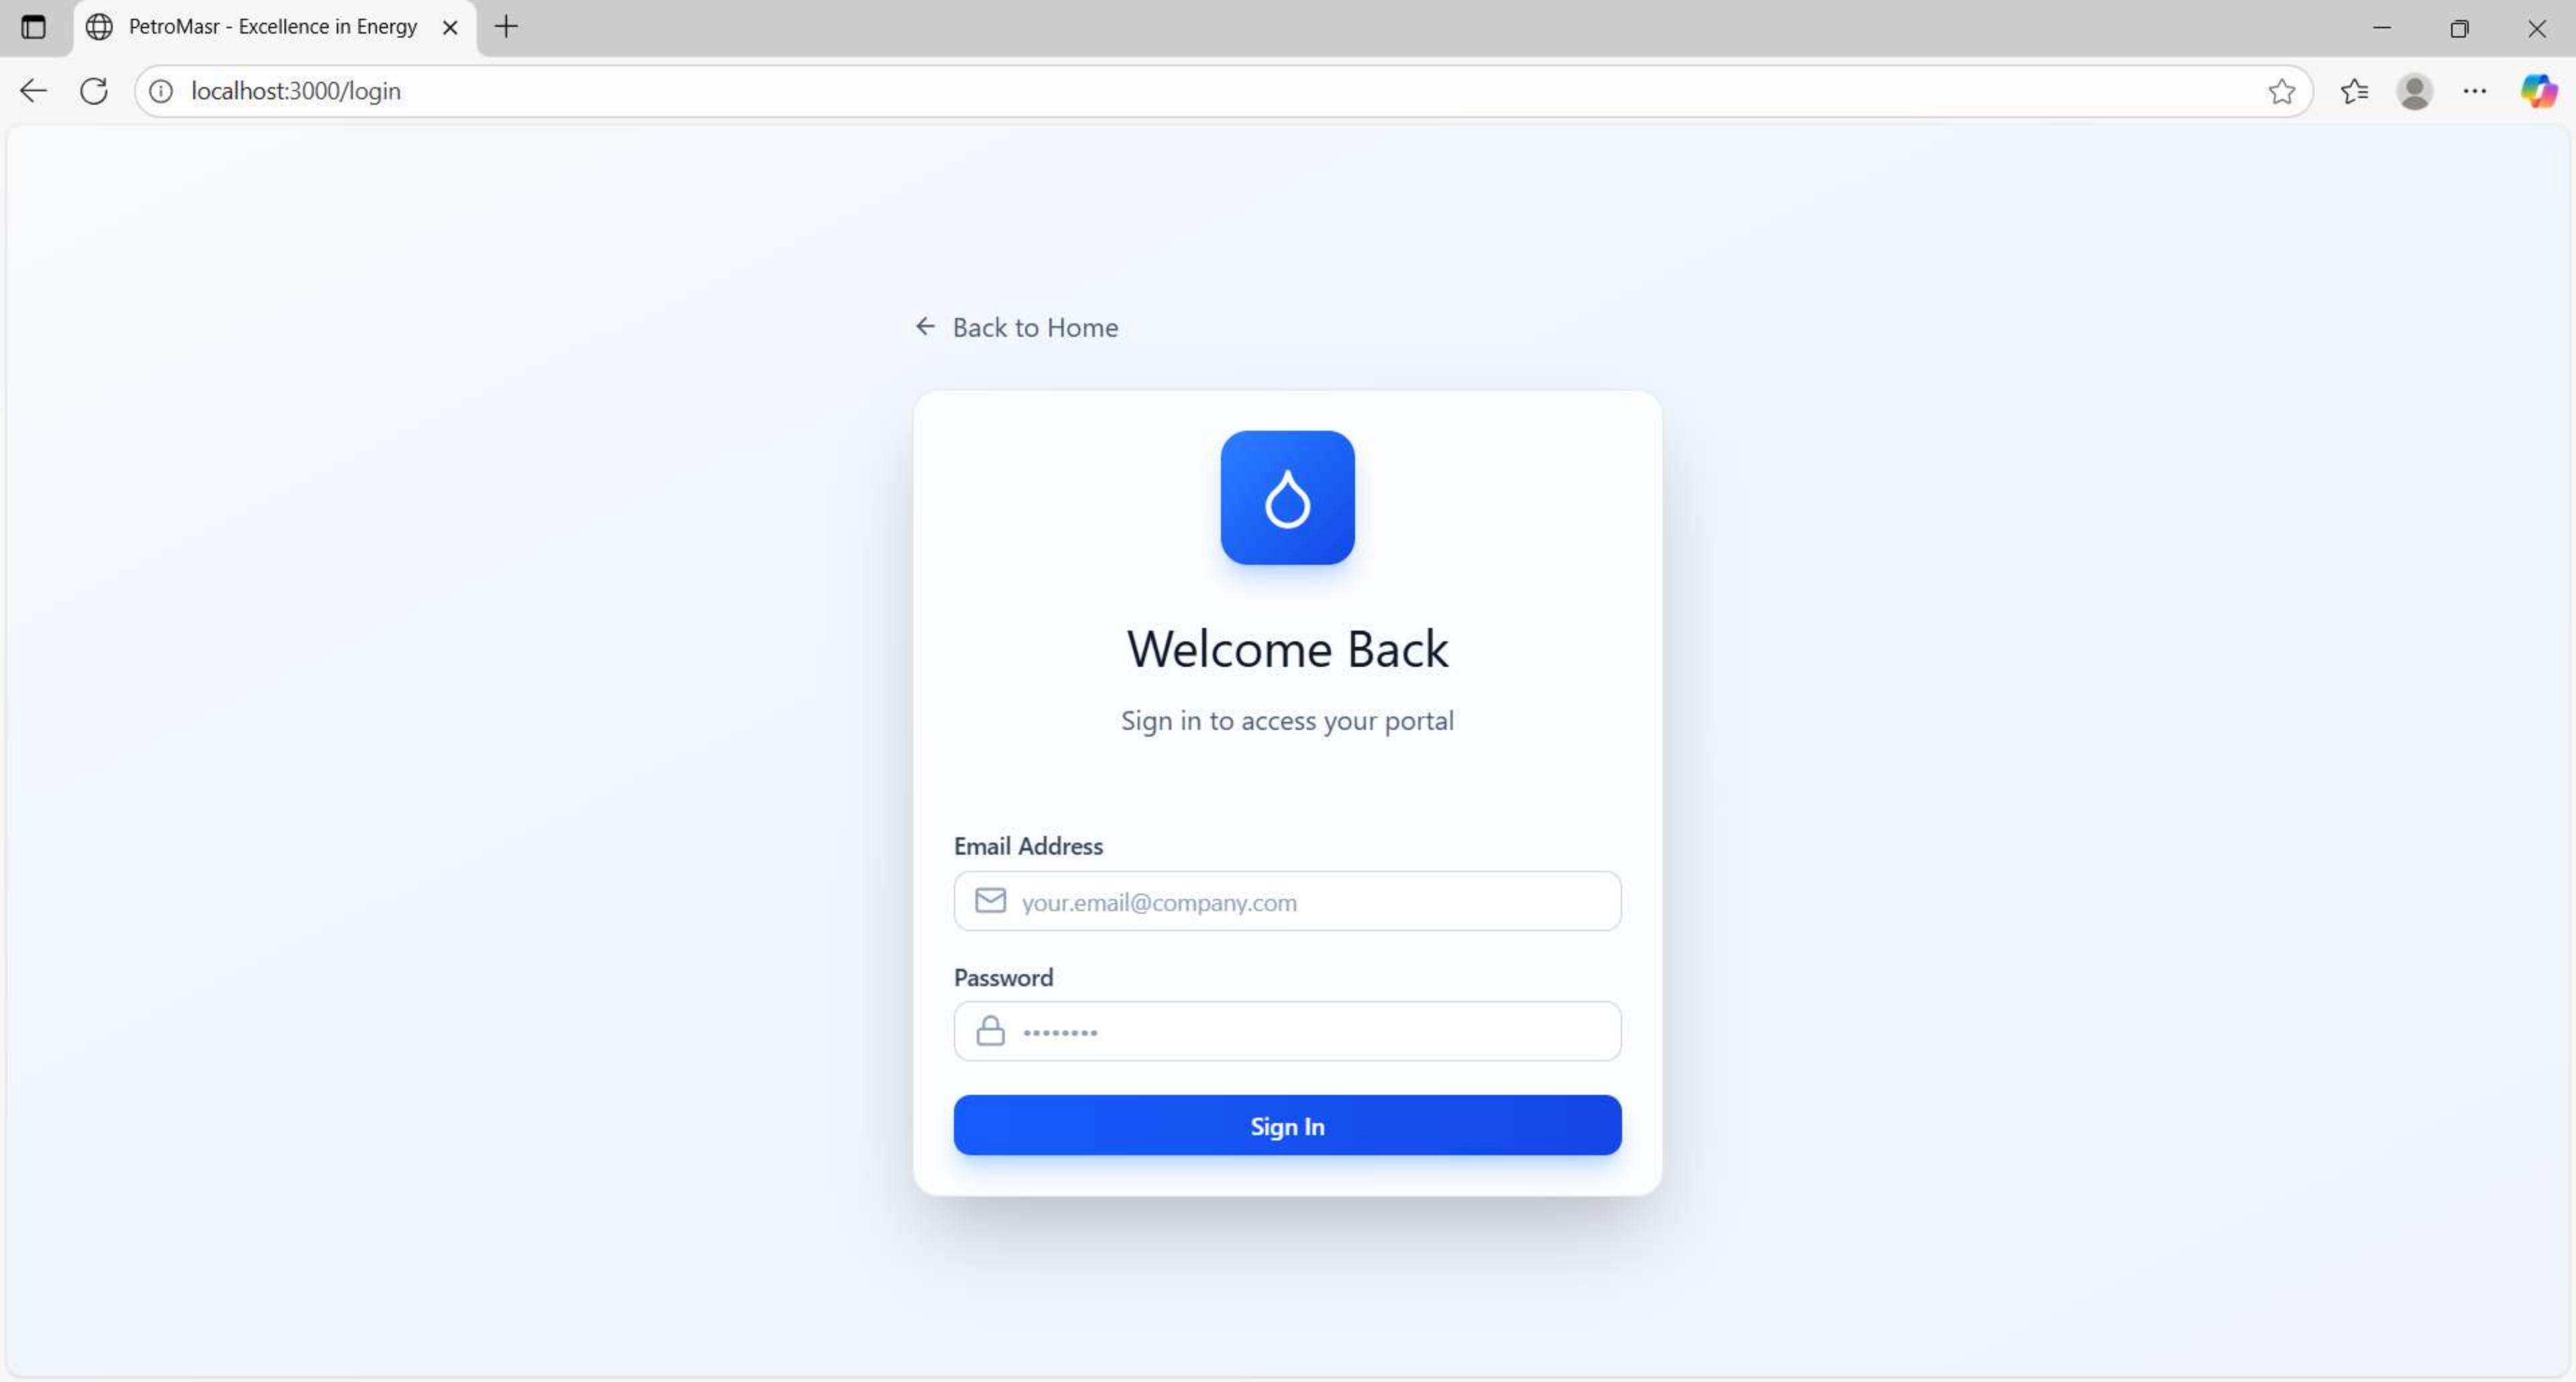 PetroMasr - Excellence in Energy
localhost:3000/login
Back to Home
Welcome Back
Sign in to access your portal
Email Address
your.email@company.com
Password
••••••••
Sign In